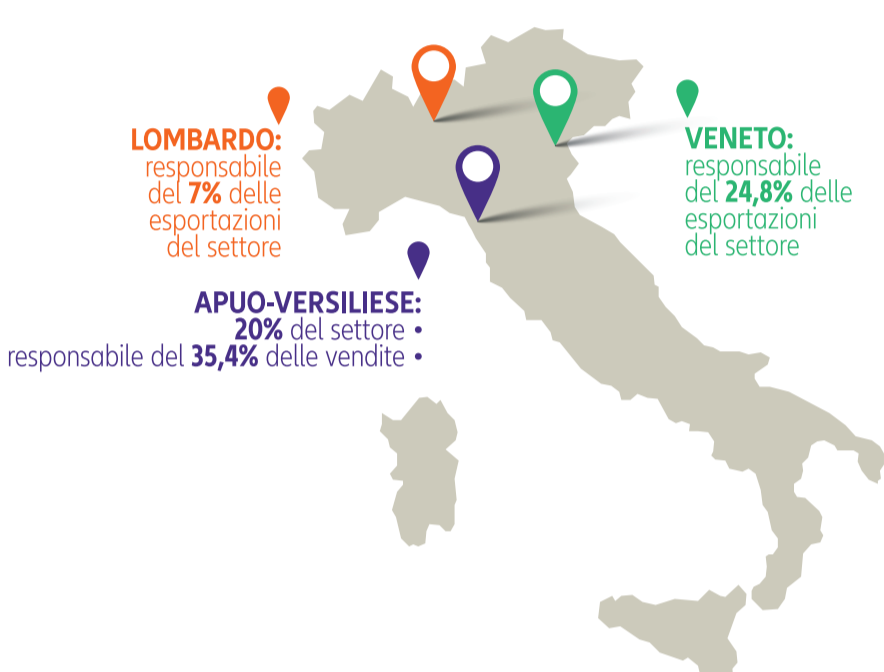 LOMBARDO:
responsabile
del 7% delle
esportazioni
del settore
VENETO:
responsabile
del 24,8% delle
esportazioni
del settore
APUO-VERSILIESE:
20% del settore •
responsabile del 35,4% delle vendite •